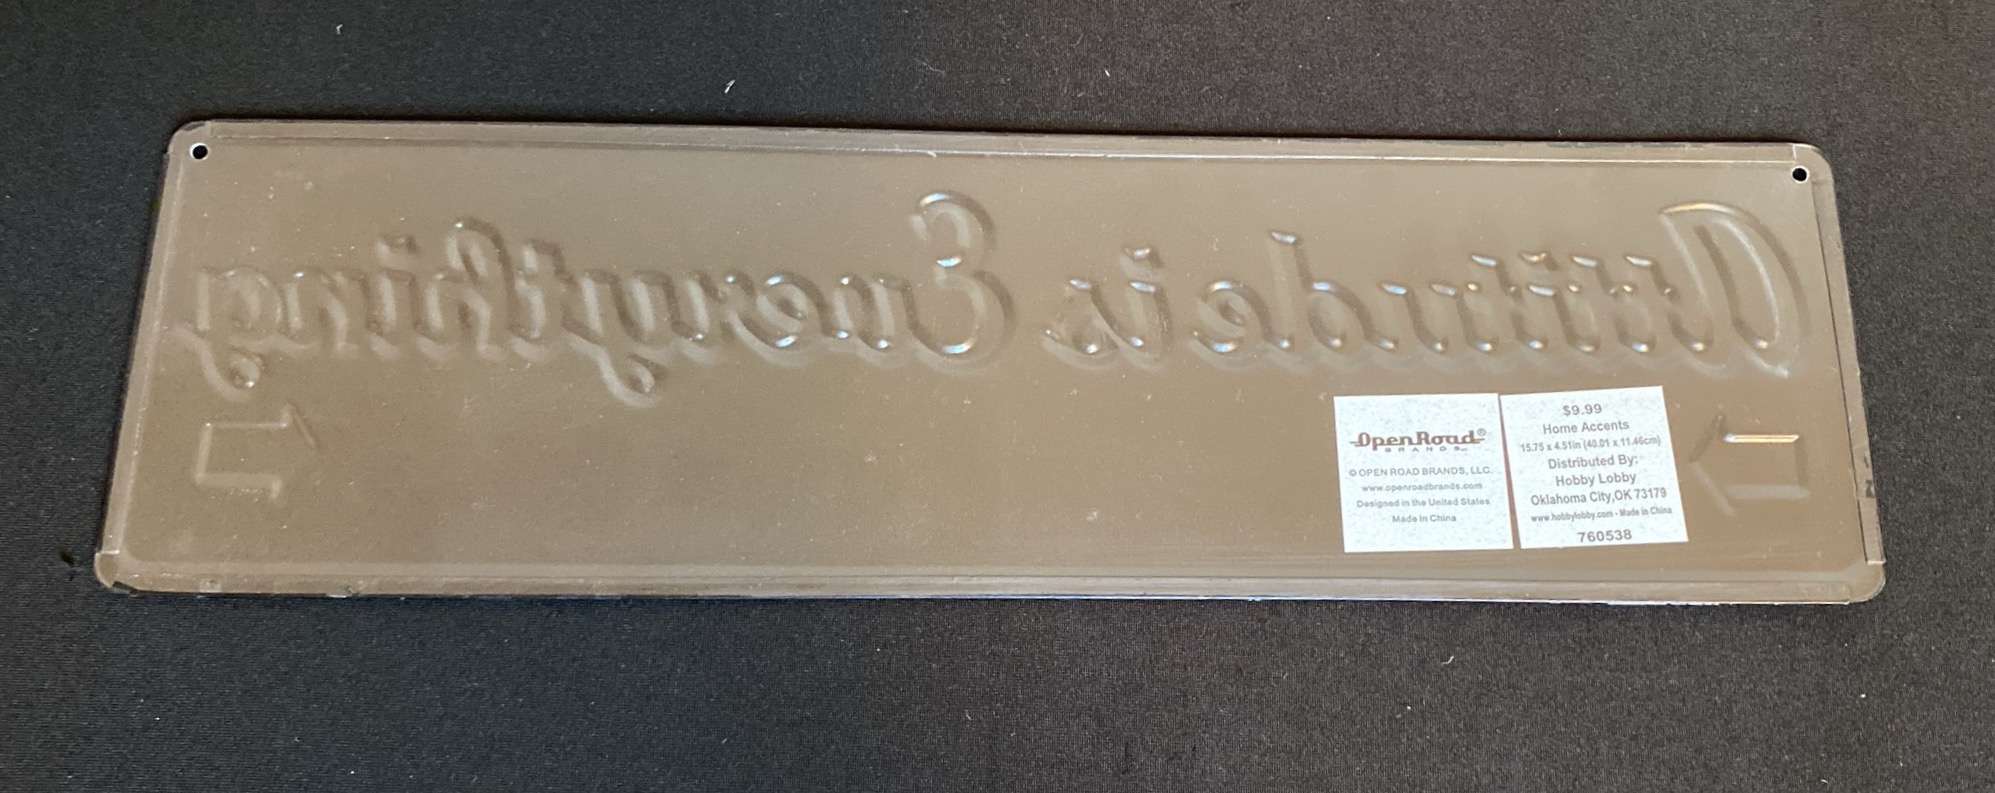 Attitude is Everything
OpenRoad®
BRANDS
© OPEN ROAD BRANDS, LLC.
www.openroadbrands.com
Designed in the United States
Made in China
$9.99
Home Accents
15.75 x 4.51in (40.01 x 11.46cm)
Distributed By:
Hobby Lobby
Oklahoma City,OK 73179
www.hobbylobby.com - Made in China
760538